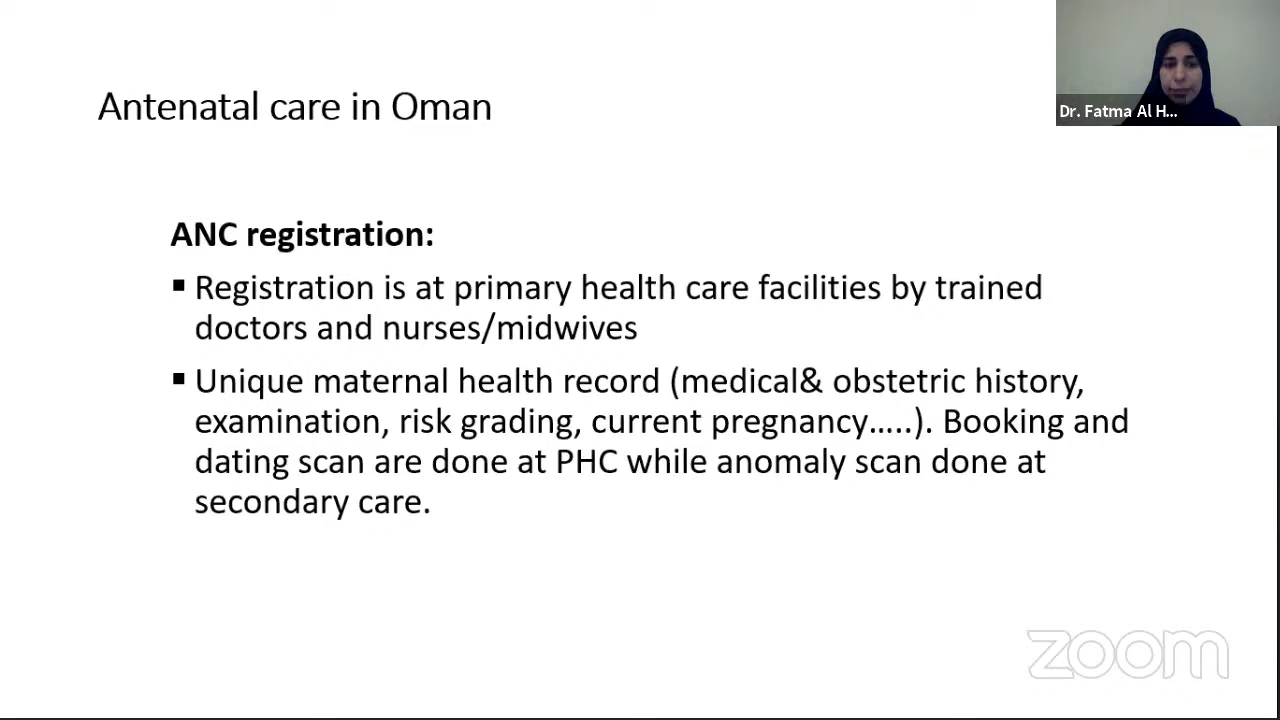 Antenatal care in Oman
Dr. Fatma Al H...
ANC registration:
▪ Registration is at primary health care facilities by trained
doctors and nurses/midwives
▪ Unique maternal health record (medical& obstetric history,
examination, risk grading, current pregnancy…..). Booking and
dating scan are done at PHC while anomaly scan done at
secondary care.
zoom